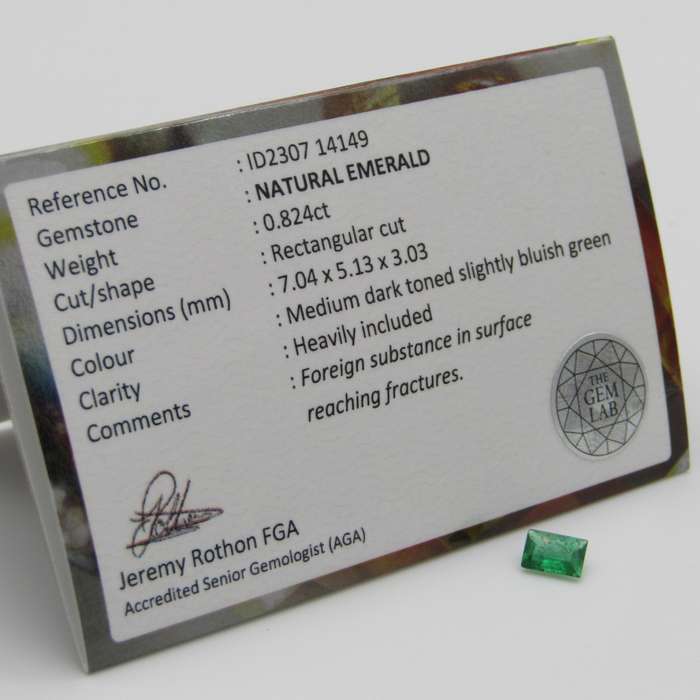 Reference No. : ID2307 14149
Gemstone : NATURAL EMERALD
Weight : 0.824ct
Cut/shape : Rectangular cut
Dimensions (mm) : 7.04 x 5.13 x 3.03
Colour : Medium dark toned slightly bluish green
Clarity : Heavily included
Comments : Foreign substance in surface
reaching fractures.
THE
GEM
LAB
Jeremy Rothon FGA
Accredited Senior Gemologist (AGA)